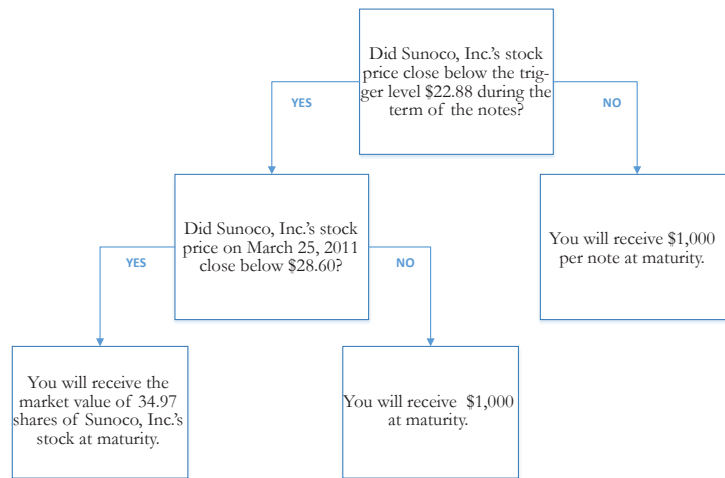 Did Sunoco, Inc.'s stock
price close below the trig-
ger level $22.88 during the
term of the notes?
YES
NO
Did Sunoco, Inc.'s stock
price on March 25, 2011
close below $28.60?
You will receive $1,000
per note at maturity.
YES
NO
You will receive the
market value of 34.97
shares of Sunoco, Inc.'s
stock at maturity.
You will receive $1,000
at maturity.